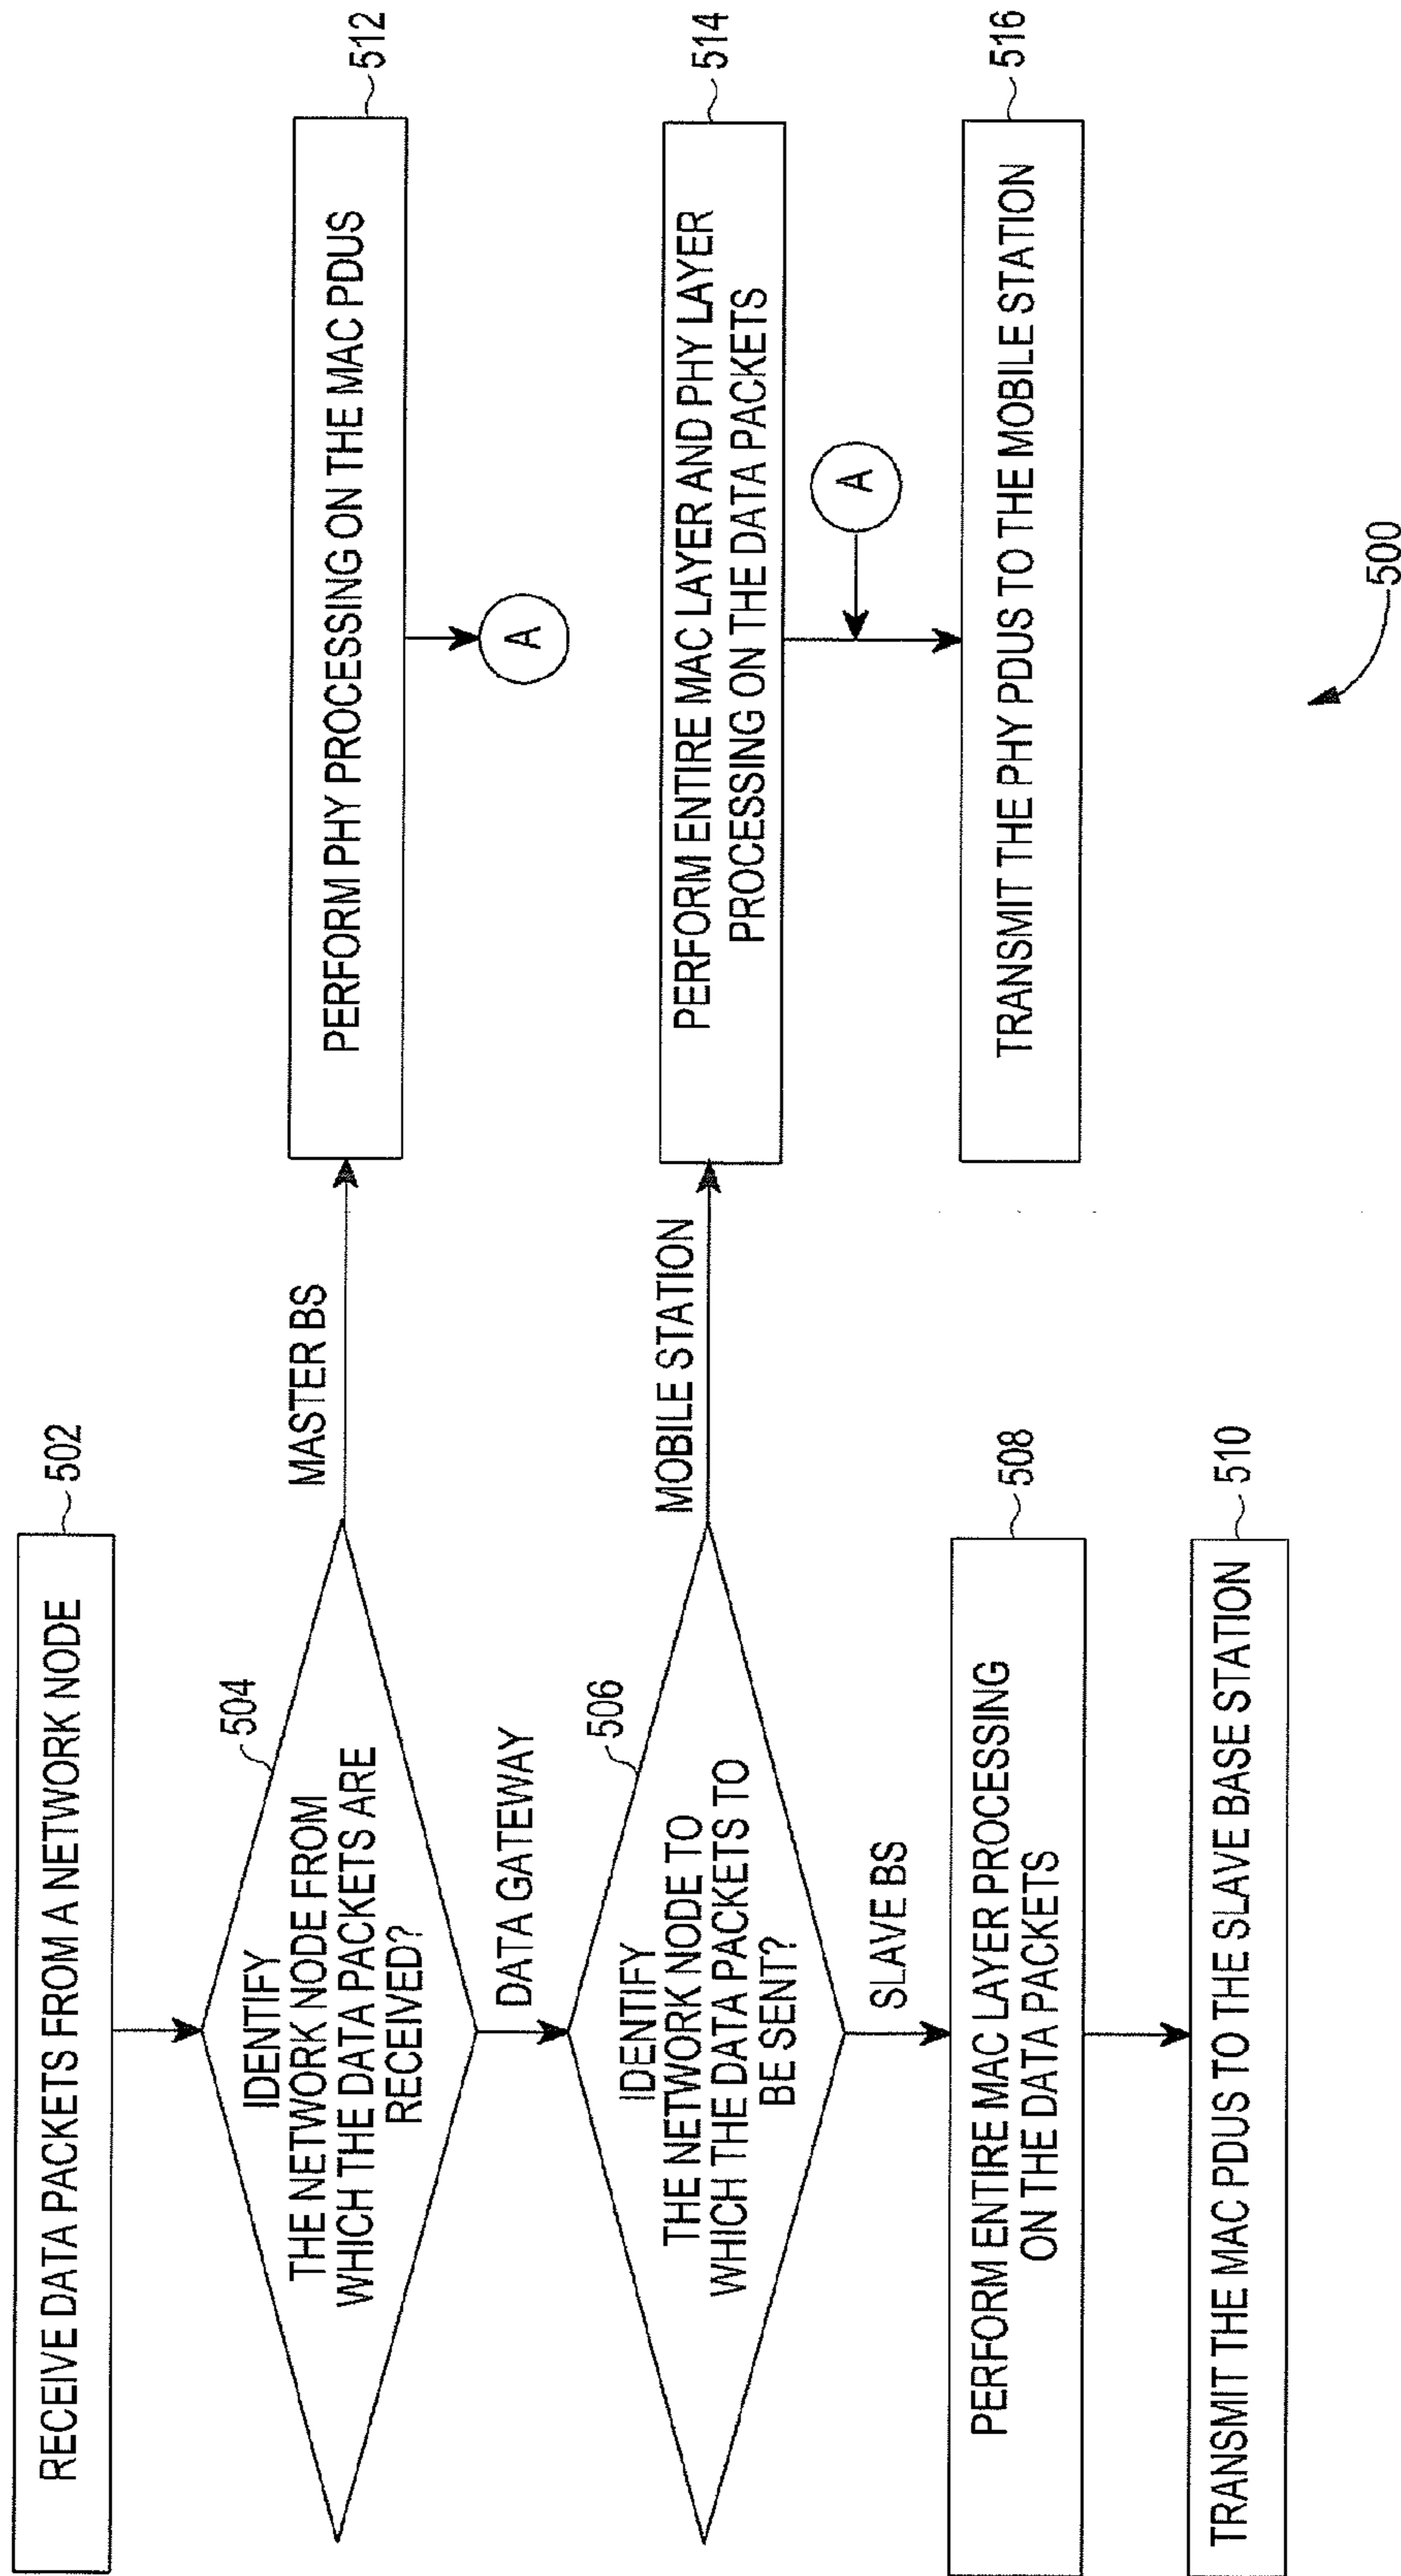 RECEIVE DATA PACKETS FROM A NETWORK NODE
502
504
IDENTIFY
THE NETWORK NODE FROM
WHICH THE DATA PACKETS ARE
RECEIVED?
MASTER BS
PERFORM PHY PROCESSING ON THE MAC PDUS
512
A
DATA GATEWAY
506
IDENTIFY
THE NETWORK NODE TO
WHICH THE DATA PACKETS TO
BE SENT?
MOBILE STATION
PERFORM ENTIRE MAC LAYER AND PHY LAYER
PROCESSING ON THE DATA PACKETS
514
A
SLAVE BS
PERFORM ENTIRE MAC LAYER PROCESSING
ON THE DATA PACKETS
508
TRANSMIT THE PHY PDUS TO THE MOBILE STATION
516
TRANSMIT THE MAC PDUS TO THE SLAVE BASE STATION
510
500